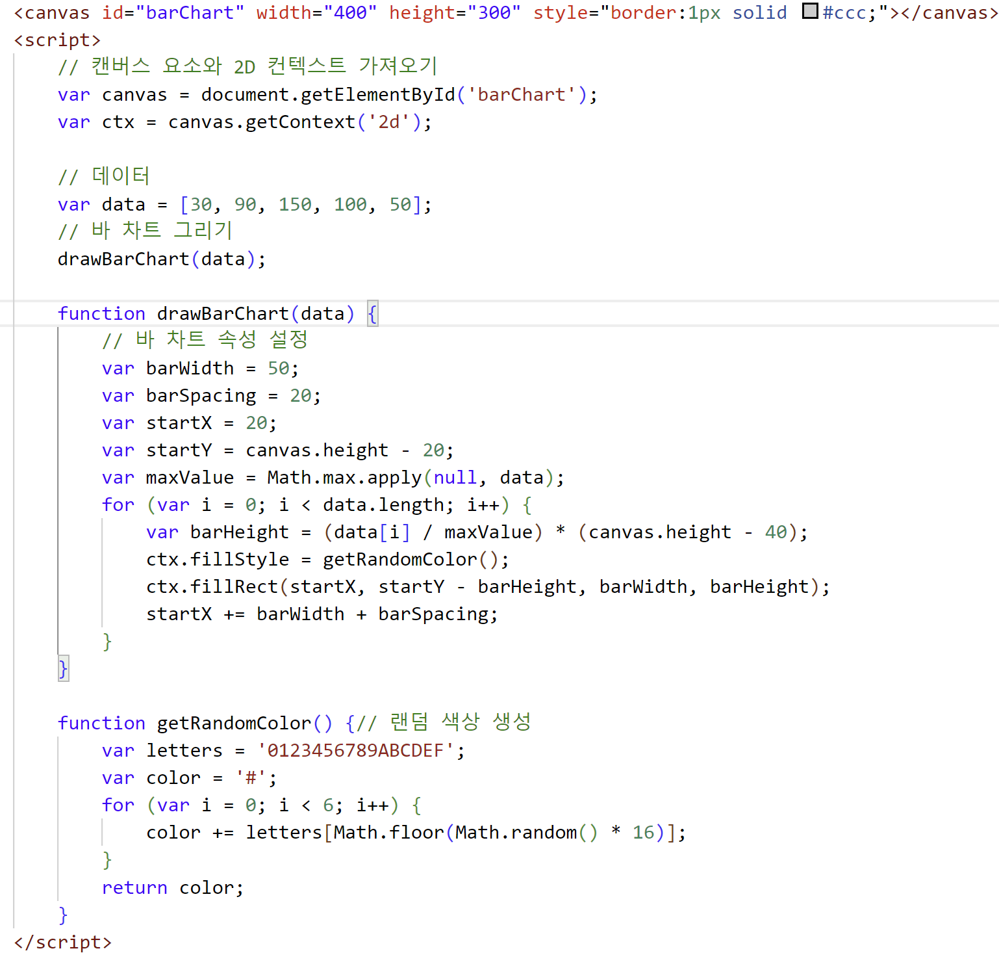 <canvas id="barChart" width="400" height="300" style="border:1px solid #ccc;"></canvas>
<script>
// 캔버스 요소와 2D 컨텍스트 가져오기
var canvas = document.getElementById('barChart');
var ctx = canvas.getContext('2d');
// 데이터
var data = [30, 90, 150, 100, 50];
// 바 차트 그리기
drawBarChart(data);
function drawBarChart(data) {
// 바 차트 속성 설정
var barWidth = 50;
var barSpacing = 20;
var startX = 20;
var startY = canvas.height - 20;
var maxValue = Math.max.apply(null, data);
for (var i = 0; i < data.length; i++) {
var barHeight = (data[i] / maxValue) * (canvas.height - 40);
ctx.fillStyle = getRandomColor();
ctx.fillRect(startX, startY - barHeight, barWidth, barHeight);
startX += barWidth + barSpacing;
}
}
function getRandomColor() {// 랜덤 색상 생성
var letters = '0123456789ABCDEF';
var color = '#';
for (var i = 0; i < 6; i++) {
color += letters[Math.floor(Math.random() * 16)];
}
return color;
}
</script>